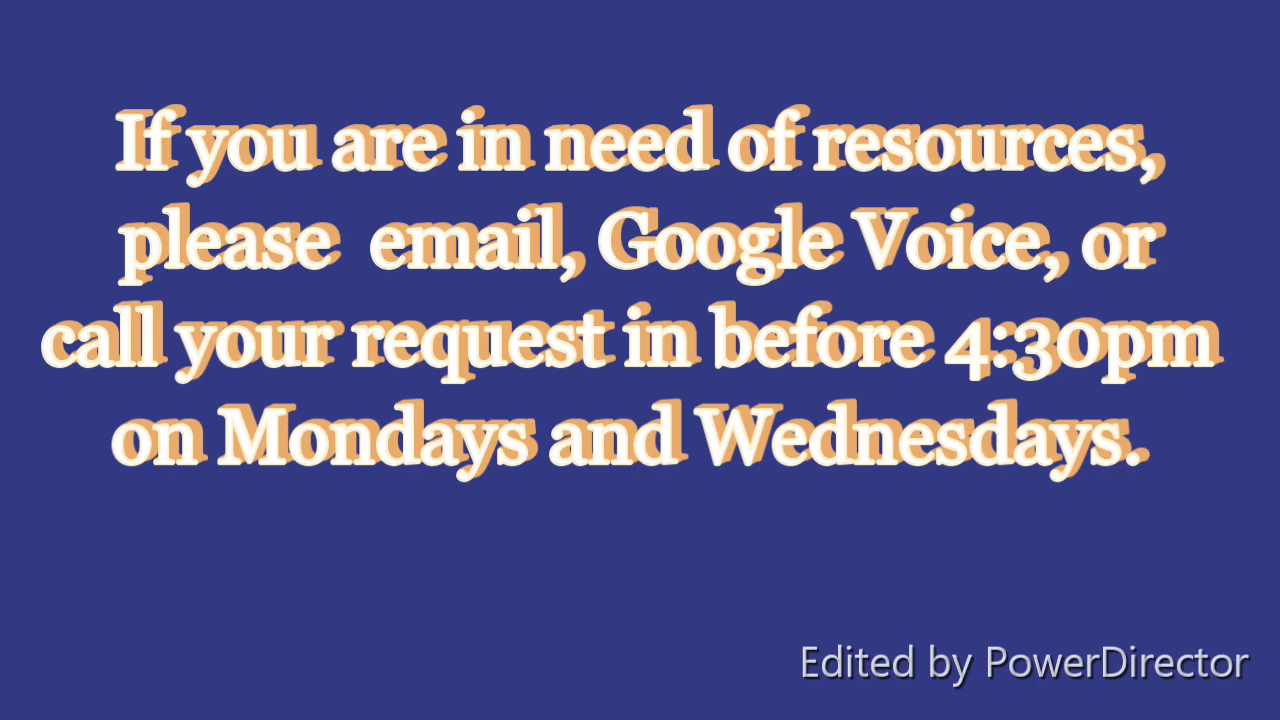 If you are in need of resources,
please  email, Google Voice, or
call your request in before 4:30pm
on Mondays and Wednesdays.
Edited by PowerDirector